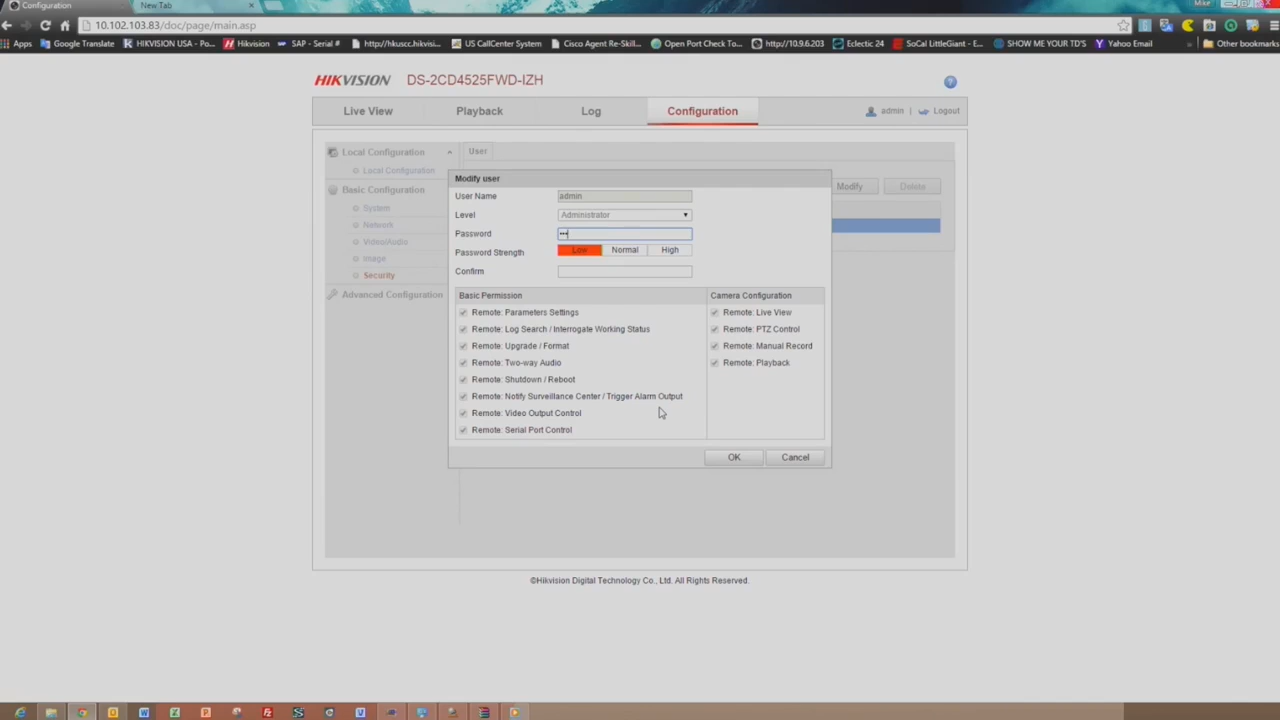 Configuration
New Tab
Mike
10.102.103.83/doc/page/main.asp
Apps
Google Translate
HIKVISION USA - Po...
Hikvision
SAP - Serial #
http://hkuscc.hikvisi...
US CallCenter System
Cisco Agent Re-Skill...
Open Port Check To...
http://10.9.6.203
Eclectic 24
SoCal LittleGiant - ...
SHOW ME YOUR TD'S
Yahoo Email
»
Other bookmarks
HIKVISION
DS-2CD4525FWD-IZH
?
Live View
Playback
Log
Configuration
admin | Logout
Local Configuration
Local Configuration
Basic Configuration
System
Network
Video/Audio
Image
Security
Advanced Configuration
User
Modify
Delete
Modify user
User Name
admin
Level
Administrator
Password
•••
Password Strength
Low
Normal
High
Confirm
Basic Permission
Remote: Parameters Settings
Remote: Log Search / Interrogate Working Status
Remote: Upgrade / Format
Remote: Two-way Audio
Remote: Shutdown / Reboot
Remote: Notify Surveillance Center / Trigger Alarm Output
Remote: Video Output Control
Remote: Serial Port Control
Camera Configuration
Remote: Live View
Remote: PTZ Control
Remote: Manual Record
Remote: Playback
OK
Cancel
©Hikvision Digital Technology Co., Ltd. All Rights Reserved.